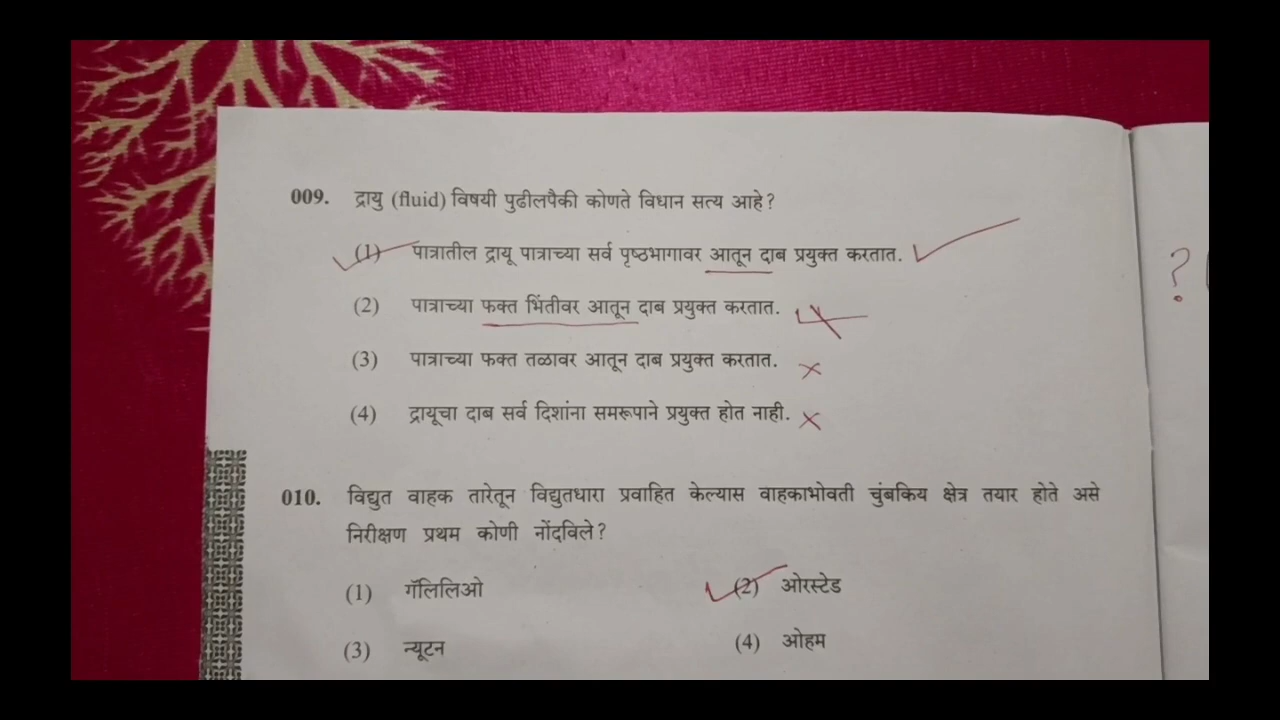 009. द्रायु (fluid) विषयी पुढीलपैकी कोणते विधान सत्य आहे?
(1) पात्रातील द्रायू पात्राच्या सर्व पृष्ठभागावर आतून दाब प्रयुक्त करतात.
(2) पात्राच्या फक्त भिंतीवर आतून दाब प्रयुक्त करतात.
(3) पात्राच्या फक्त तळावर आतून दाब प्रयुक्त करतात.
(4) द्रायूचा दाब सर्व दिशांना समरूपाने प्रयुक्त होत नाही.
010. विद्युत वाहक तारेतून विद्युतधारा प्रवाहित केल्यास वाहकाभोवती चुंबकिय क्षेत्र तयार होते असे
निरीक्षण प्रथम कोणी नोंदविले?
(1) गॅलिलिओ (2) ओरस्टेड
(3) न्यूटन (4) ओहम
?